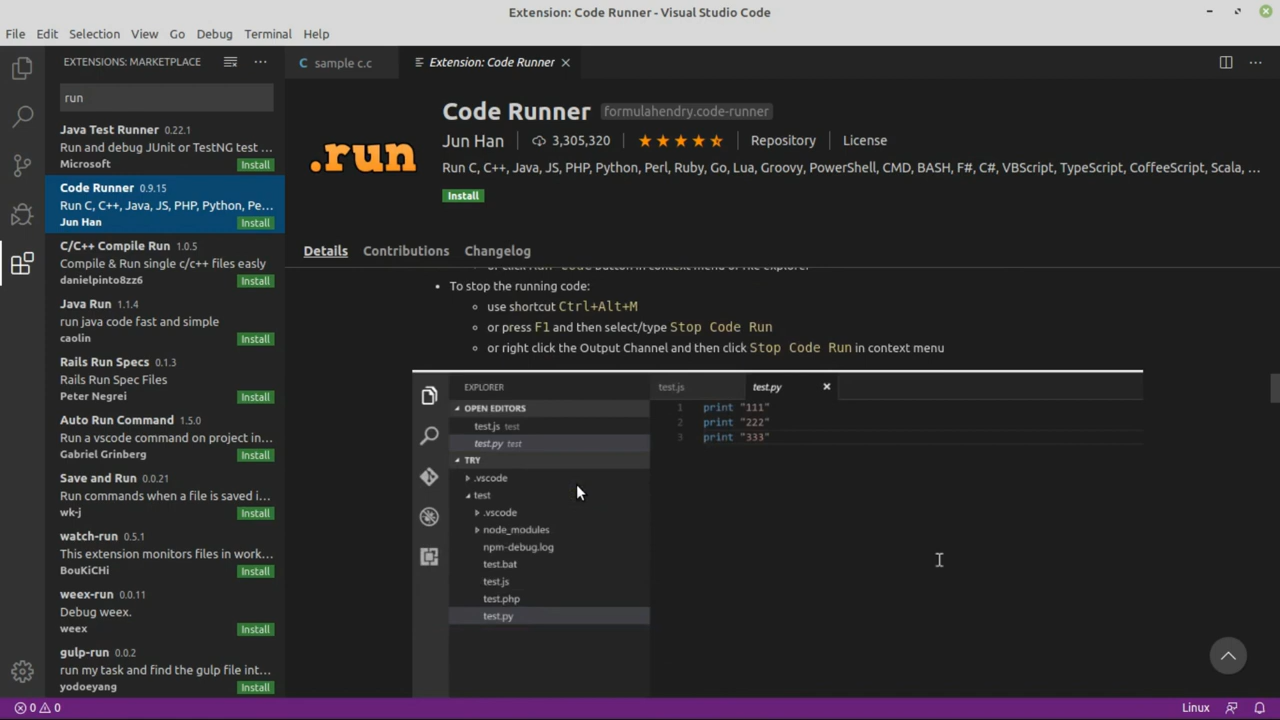 Extension: Code Runner - Visual Studio Code
File Edit Selection View Go Debug Terminal Help
EXTENSIONS: MARKETPLACE
run
Java Test Runner 0.22.1
Run and debug JUnit or TestNG test ...
Microsoft Install
Code Runner 0.9.15
Run C, C++, Java, JS, PHP, Python, Pe...
Jun Han Install
C/C++ Compile Run 1.0.5
Compile & Run single c/c++ files easily
danielpinto8zz6 Install
Java Run 1.1.4
run java code fast and simple
caolin Install
Rails Run Specs 0.1.3
Rails Run Spec Files
Peter Negrei Install
Auto Run Command 1.5.0
Run a vscode command on project in...
Gabriel Grinberg Install
Save and Run 0.0.21
Run commands when a file is saved i...
wk-j Install
watch-run 0.5.1
This extension monitors files in work...
BouKiCHi Install
weex-run 0.0.11
Debug weex.
weex Install
gulp-run 0.0.2
run my task and find the gulp file int...
yodoeyang Install
C sample c.c Extension: Code Runner
.run
Code Runner formulahendry.code-runner
Jun Han 3,305,320 Repository License
Run C, C++, Java, JS, PHP, Python, Perl, Ruby, Go, Lua, Groovy, PowerShell, CMD, BASH, F#, C#, VBScript, TypeScript, CoffeeScript, Scala, ...
Install
Details Contributions Changelog
or click Run Code button in context menu of file explorer
• To stop the running code:
◦ use shortcut Ctrl+Alt+M
◦ or press F1 and then select/type Stop Code Run
◦ or right click the Output Channel and then click Stop Code Run in context menu
EXPLORER
OPEN EDITORS
test.js test
test.py test
TRY
.vscode
test
.vscode
node_modules
npm-debug.log
test.bat
test.js
test.php
test.py
test.js test.py
1 print "111"
2 print "222"
3 print "333"
0 0 Linux